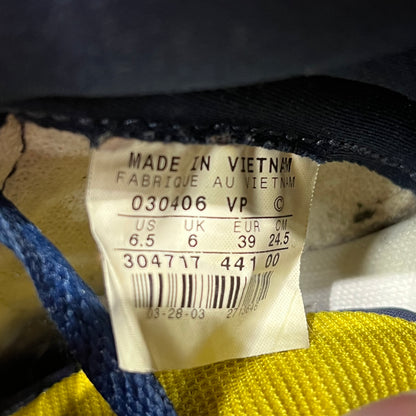 MADE IN VIETNAM
FABRIQUE AU VIETNAM
030406 VP ©
US UK EUR CM
6.5 6 39 24.5
304717 441 00
03-28-03